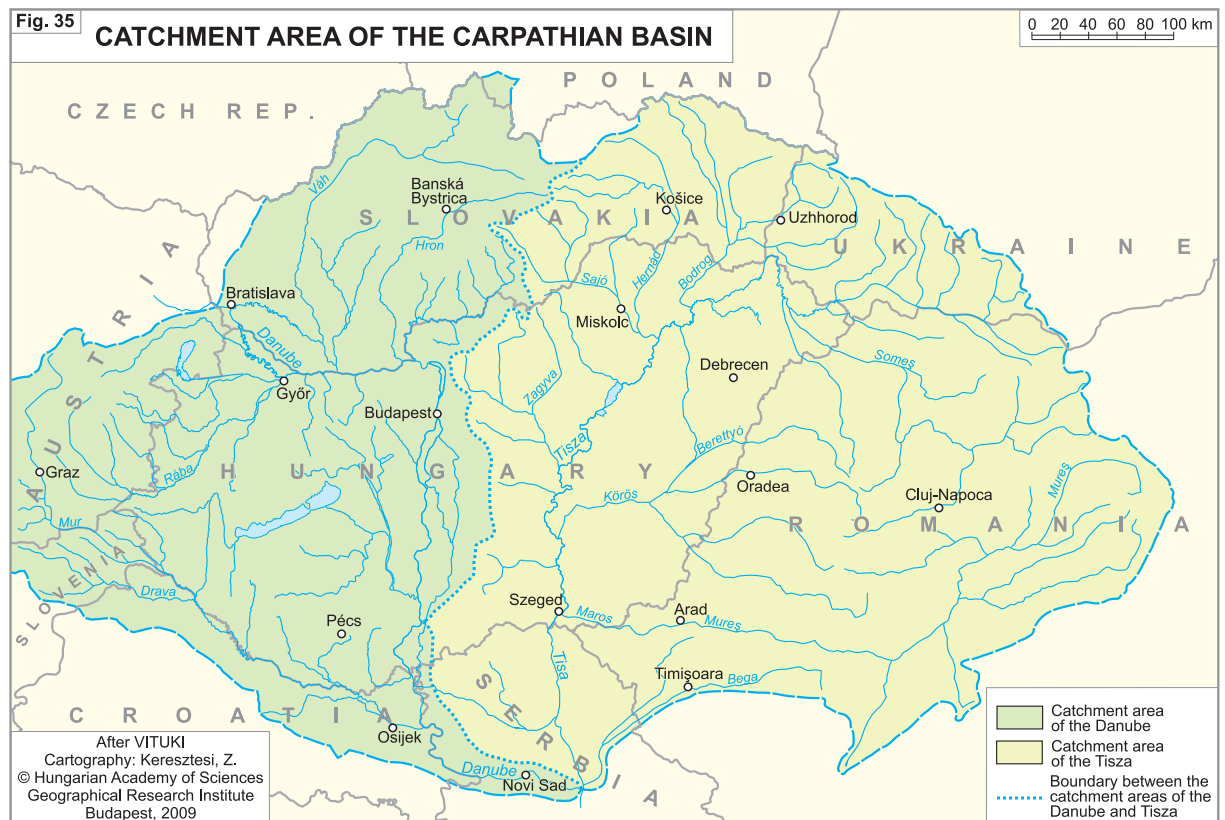 Fig. 35
CATCHMENT AREA OF THE CARPATHIAN BASIN
0 20 40 60 80 100 km
POLAND
CZECH REP.
Váh
Banská
Bystrica
Košice
SLOVAKIA
Uzhhorod
UKRAINE
Hron
Sajó
Hernád
Bodrog
Bratislava
Miskolc
AUSTRIA
Danube
Győr
Zagyva
Debrecen
Somes
Budapest
Tisza
Berettyó
Graz
Rába
HUNGARY
Oradea
Körös
Cluj-Napoca
Mures
ROMANIA
Mur
SLOVENIA
Drava
Szeged
Maros
Arad
Mures
Pécs
Tisa
Timișoara
Bega
SERBIA
CROATIA
Ošijek
Danube
Novi Sad
After VITUKI
Cartography: Keresztesi, Z.
© Hungarian Academy of Sciences
Geographical Research Institute
Budapest, 2009
Catchment area
of the Danube
Catchment area
of the Tisza
Boundary between the
catchment areas of the
Danube and Tisza